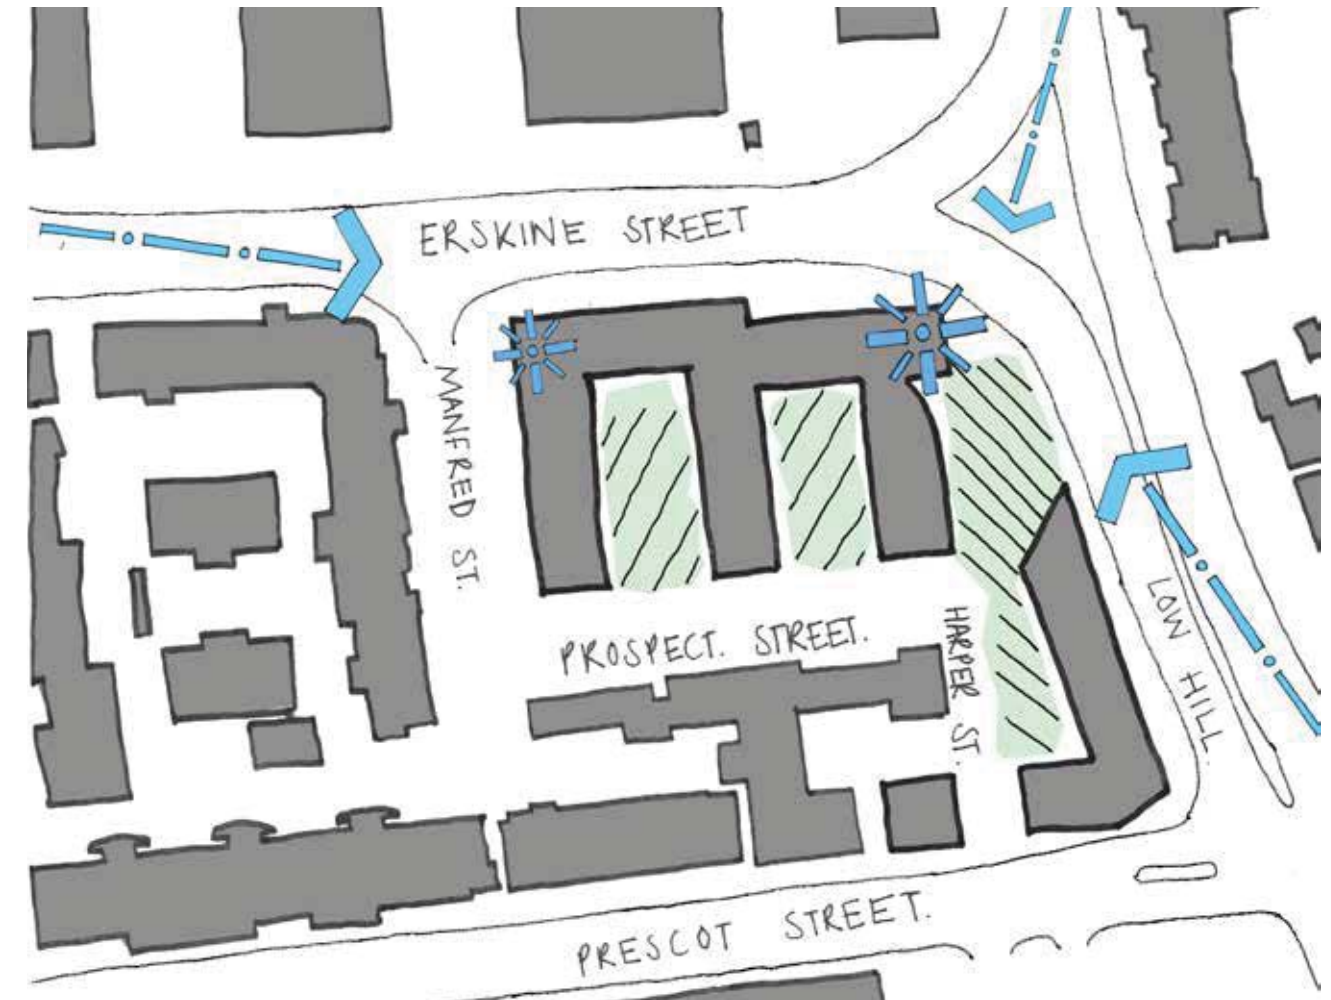 ERSKINE STREET
MANFRED ST.
PROSPECT. STREET.
HARPER ST.
LOW HILL.
PRESCOT STREET.